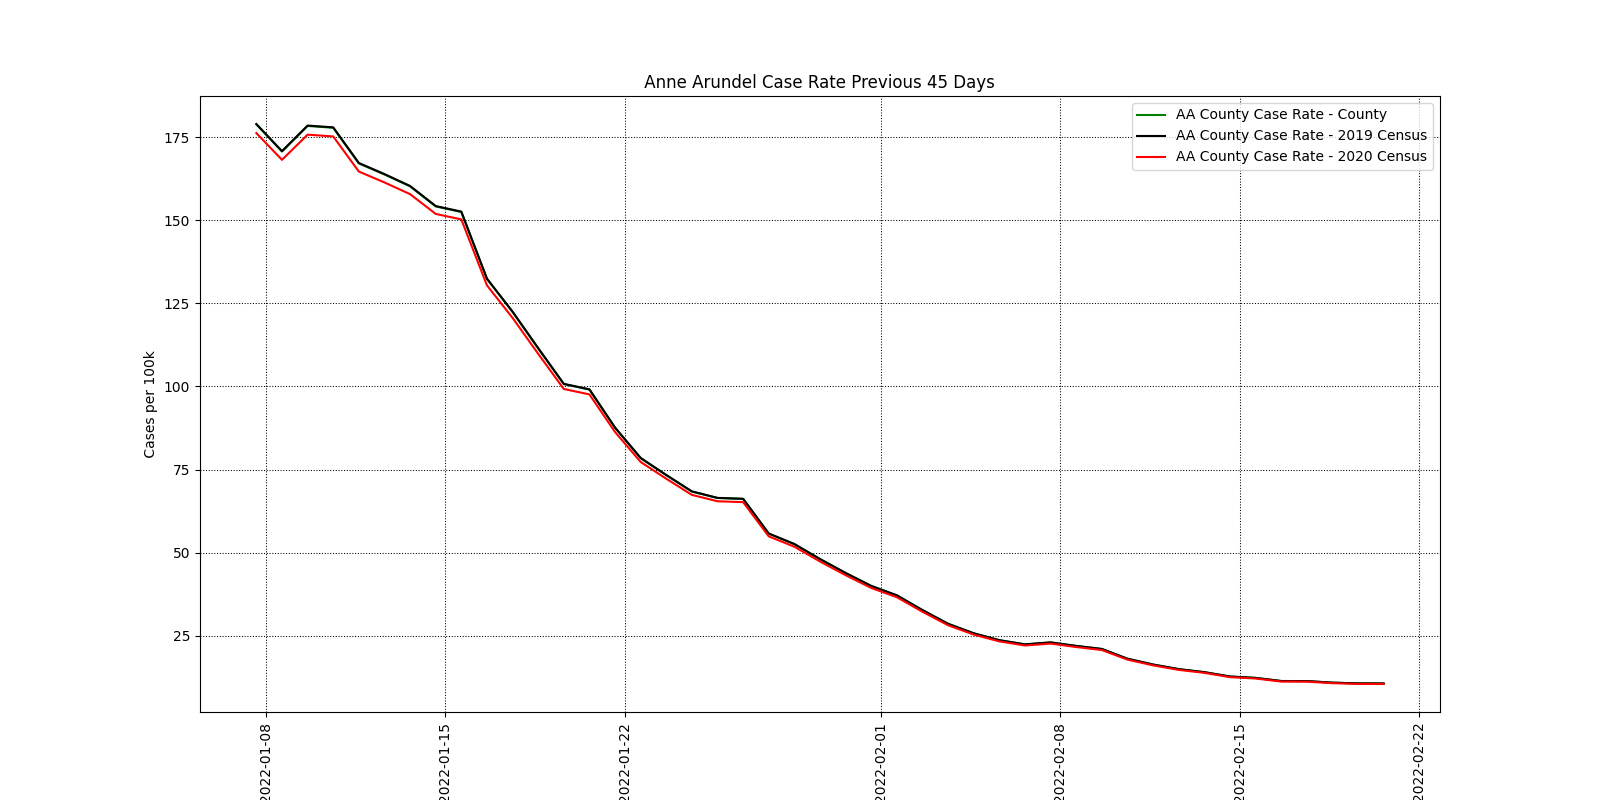 Anne Arundel Case Rate Previous 45 Days
AA County Case Rate - County
AA County Case Rate - 2019 Census
AA County Case Rate - 2020 Census
Cases per 100k
175
150
125
100
75
50
25
2022-01-08
2022-01-15
2022-01-22
2022-02-01
2022-02-08
2022-02-15
2022-02-22